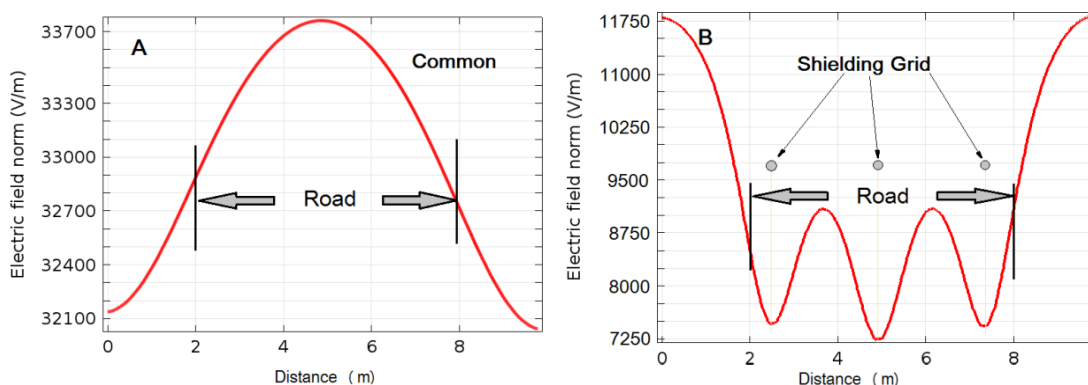 A
Common
Road
Electric field norm (V/m)
33700
33300
33000
32700
32400
32100
0
2
4
6
8
Distance ( m)
B
Shielding Grid
Road
Electric field norm (V/m)
11750
11000
10250
9500
8750
8000
7250
0
2
4
6
8
Distance ( m)